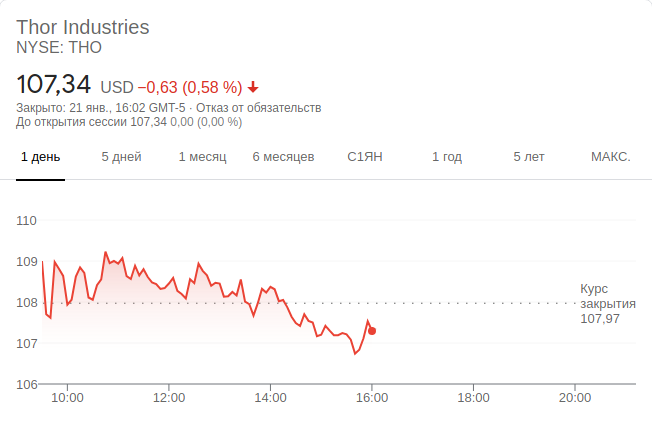 Thor Industries
NYSE: THO
107,34 USD −0,63 (0,58 %)
Закрыто: 21 янв., 16:02 GMT-5 · Отказ от обязательств
До открытия сессии 107,34 0,00 (0,00 %)
1 день 5 дней 1 месяц 6 месяцев С1ЯН 1 год 5 лет МАКС.
110
109
108
107
106
Курс
закрытия
107,97
10:00 12:00 14:00 16:00 18:00 20:00